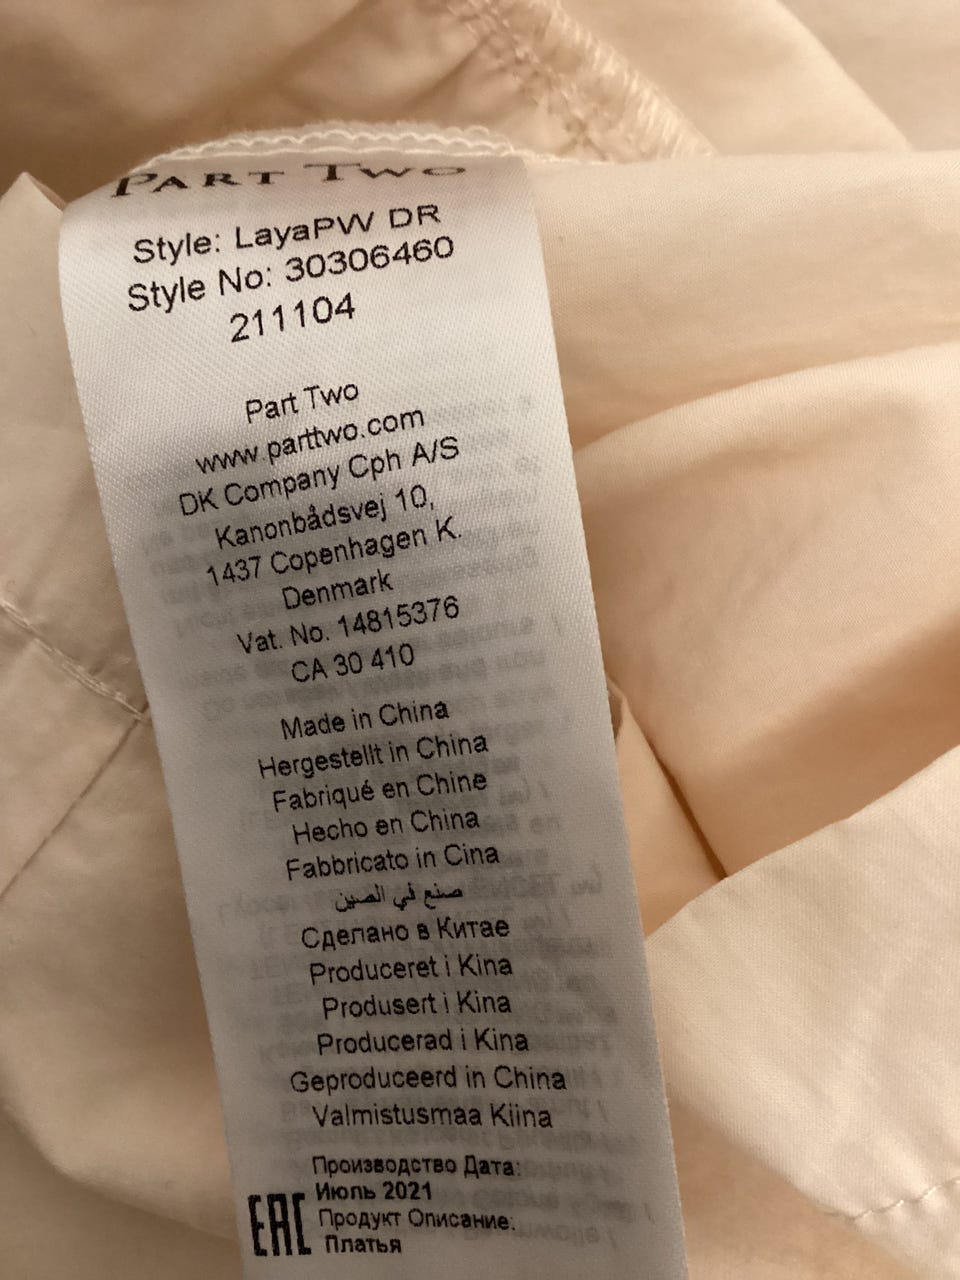 PART TWO
Style: LayaPW DR
Style No: 30306460
211104
Part Two
www.parttwo.com
DK Company Cph A/S
Kanonbådsvej 10,
1437 Copenhagen K.
Denmark
Vat. No. 14815376
CA 30 410
Made in China
Hergestellt in China
Fabriqué en Chine
Hecho en China
Fabbricato in Cina
صنع في الصين
Сделано в Китае
Produceret i Kina
Produsert i Kina
Producerad i Kina
Geproduceerd in China
Valmistusmaa Kiina
Производство Дата:
Июль 2021
EAC Продукт Описание:
Платья